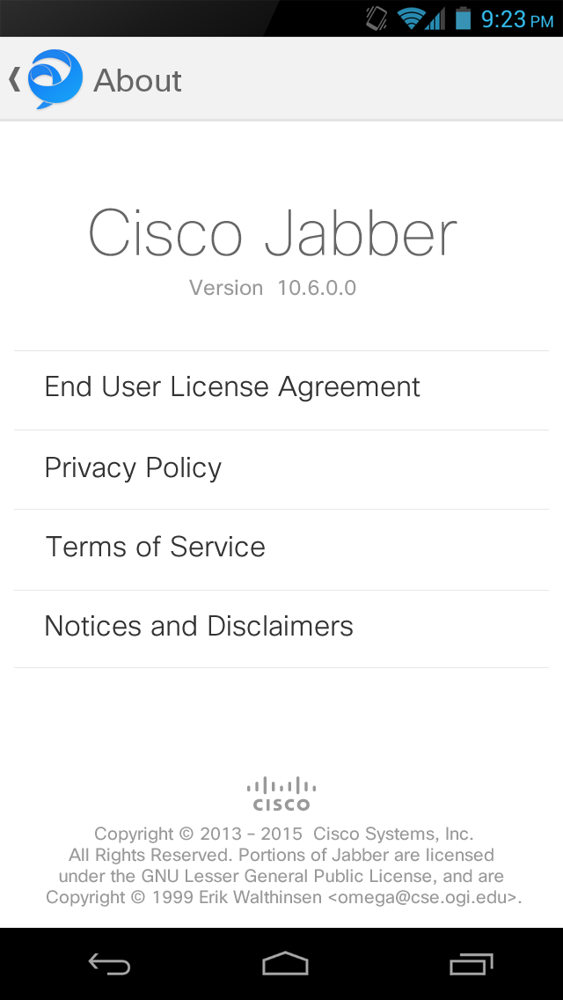 9:23 PM
About
Cisco Jabber
Version 10.6.0.0
End User License Agreement
Privacy Policy
Terms of Service
Notices and Disclaimers
CISCO
Copyright © 2013 - 2015 Cisco Systems, Inc.
All Rights Reserved. Portions of Jabber are licensed
under the GNU Lesser General Public License, and are
Copyright © 1999 Erik Walthinsen <omega@cse.ogi.edu>.